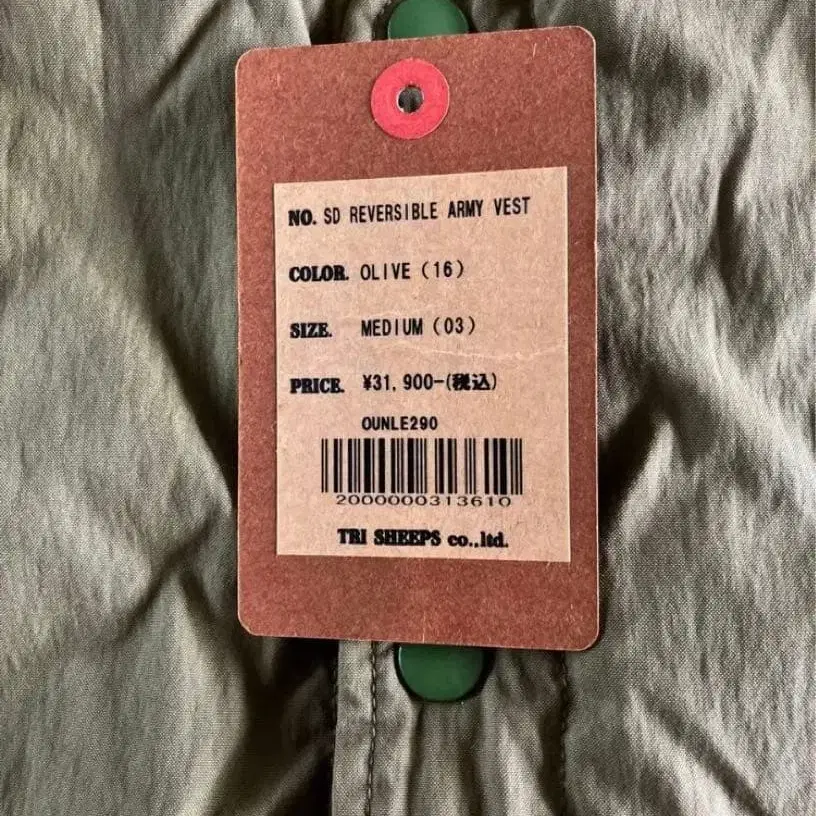 NO. SD REVERSIBLE ARMY VEST
COLOR. OLIVE (16)
SIZE. MEDIUM (03)
PRICE. ¥31,900-(税込)
OUNLE290
2000000313610
TRI SHEEPS co.,ltd.